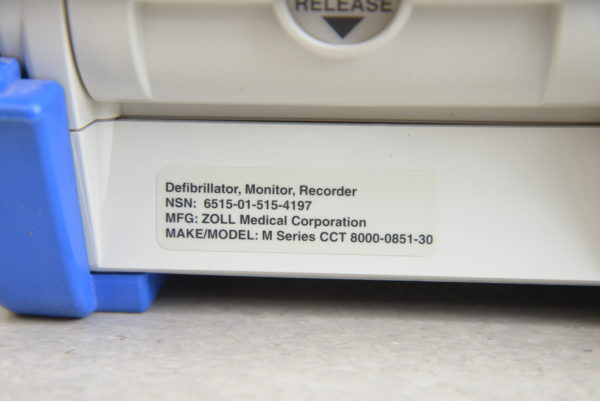 RELEASE
Defibrillator, Monitor, Recorder
NSN: 6515-01-515-4197
MFG: ZOLL Medical Corporation
MAKE/MODEL: M Series CCT 8000-0851-30